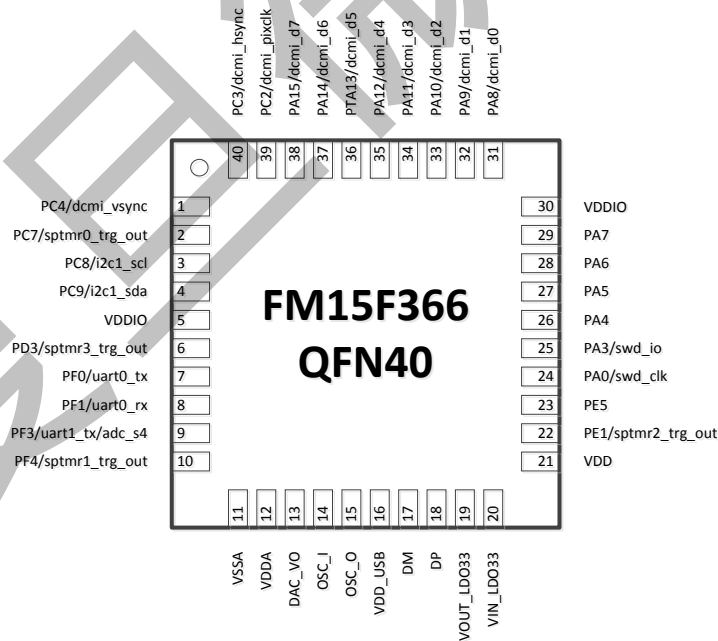 PC3/dcmi_hsync
PC2/dcmi_pixclk
PA15/dcmi_d7
PA14/dcmi_d6
PTA13/dcmi_d5
PA12/dcmi_d4
PA11/dcmi_d3
PA10/dcmi_d2
PA9/dcmi_d1
PA8/dcmi_d0
40
39
38
37
36
35
34
33
32
31
PC4/dcmi_vsync 1
PC7/sptmr0_trg_out 2
PC8/i2c1_scl 3
PC9/i2c1_sda 4
VDDIO 5
PD3/sptmr3_trg_out 6
PF0/uart0_tx 7
PF1/uart0_rx 8
PF3/uart1_tx/adc_s4 9
PF4/sptmr1_trg_out 10
FM15F366
QFN40
30 VDDIO
29 PA7
28 PA6
27 PA5
26 PA4
25 PA3/swd_io
24 PA0/swd_clk
23 PE5
22 PE1/sptmr2_trg_out
21 VDD
11
12
13
14
15
16
17
18
19
20
VSSA
VDDA
DAC_VO
OSC_I
OSC_O
VDD_USB
DM
DP
VOUT_LDO33
VIN_LDO33